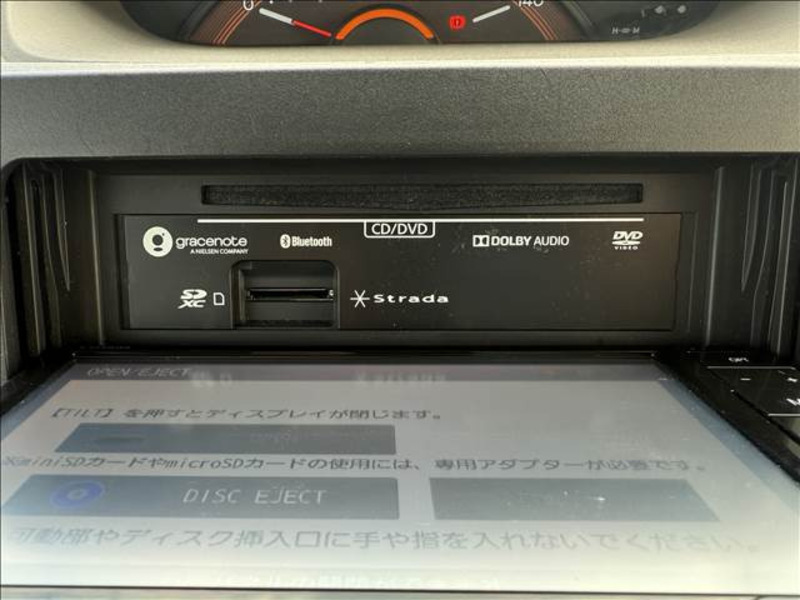 0
140
H-M
gracenote
A NIELSEN COMPANY
Bluetooth
CD/DVD
DOLBY AUDIO
DVD
VIDEO
SD
XC
Strada
OPT
-
+
M
OPEN/EJECT
【TILT】を押すとディスプレイが閉じます。
※miniSDカードやmicroSDカードの使用には、専用アダプターが必要です。
DISC EJECT
可動部やディスク挿入口に手や指を入れないでください。